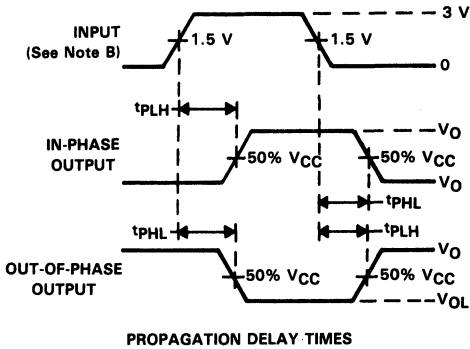 3 V
INPUT
(See Note B)
1.5 V
1.5 V
0
tPLH
IN-PHASE
OUTPUT
VO
50% VCC
50% VCC
VO
tPHL
tPHL
tPLH
VO
OUT-OF-PHASE
OUTPUT
50% VCC
50% VCC
VOL
PROPAGATION DELAY TIMES